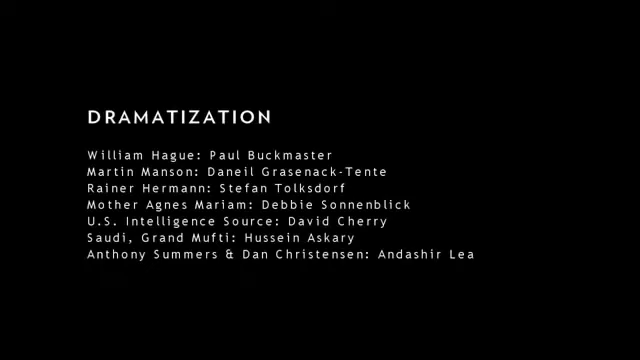 DRAMATIZATION
William Hague: Paul Buckmaster
Martin Manson: Daneil Grasenack-Tente
Rainer Hermann: Stefan Tolksdorf
Mother Agnes Mariam: Debbie Sonnenblick
U.S. Intelligence Source: David Cherry
Saudi, Grand Mufti: Hussein Askary
Anthony Summers & Dan Christensen: Andashir Lea